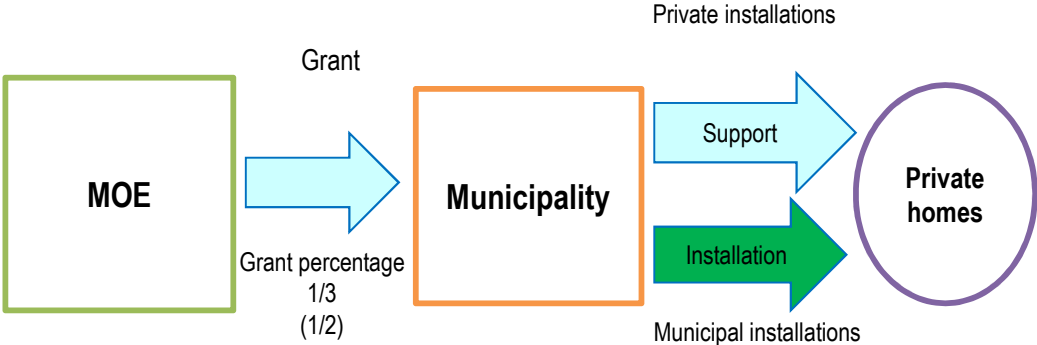 Private installations
Grant
Support
MOE
Municipality
Private
homes
Installation
Grant percentage
1/3
(1/2)
Municipal installations